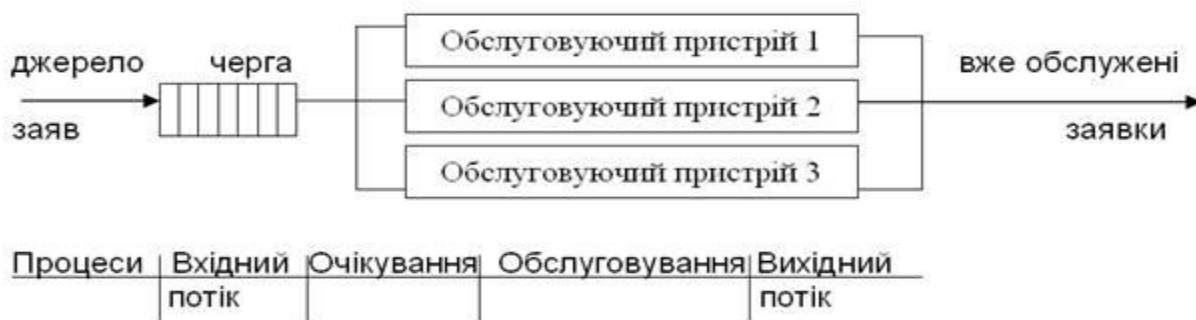 Обслуговуючий пристрій 1
джерело черга вже обслужені
Обслуговуючий пристрій 2
заяв заявки
Обслуговуючий пристрій 3
Процеси Вхідний Очікування Обслуговування Вихідний
потік потік